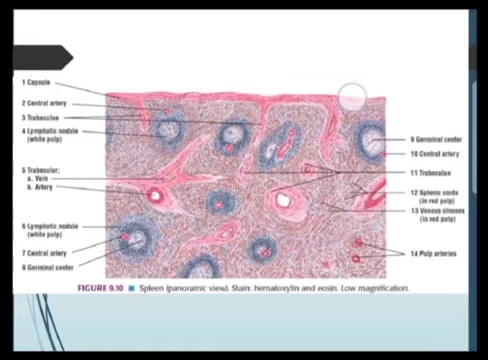 1 Capsule
2 Central artery
3 Trabeculae
4 Lymphatic nodule
(white pulp)
5 Trabecular:
a. Vein
b. Artery
6 Lymphatic nodule
(white pulp)
7 Central artery
8 Germinal center
9 Germinal center
10 Central artery
11 Trabeculae
12 Splenic cords
(in red pulp)
13 Venous sinuses
(in red pulp)
14 Pulp arteries
FIGURE 9.10 ■ Spleen (panoramic view). Stain: hematoxylin and eosin. Low magnification.